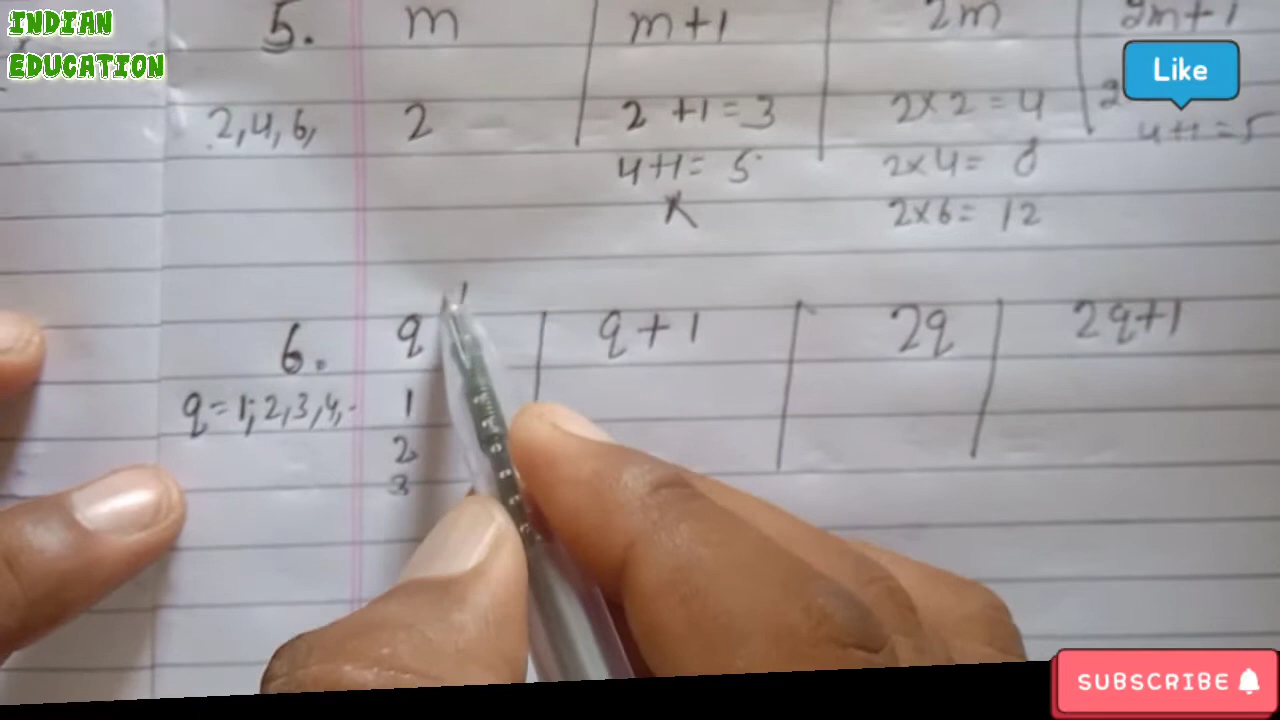 INDIAN
EDUCATION
5. m m+1 2m 2m+1
Like
2,4,6, 2 2+1=3 2×2=4 2
4+1=5
4+1=5 2×4= 8
× 2×6=12
6. q q+1 2q 2q+1
q=1,2,3,4,- 1
2
3
SUBSCRIBE